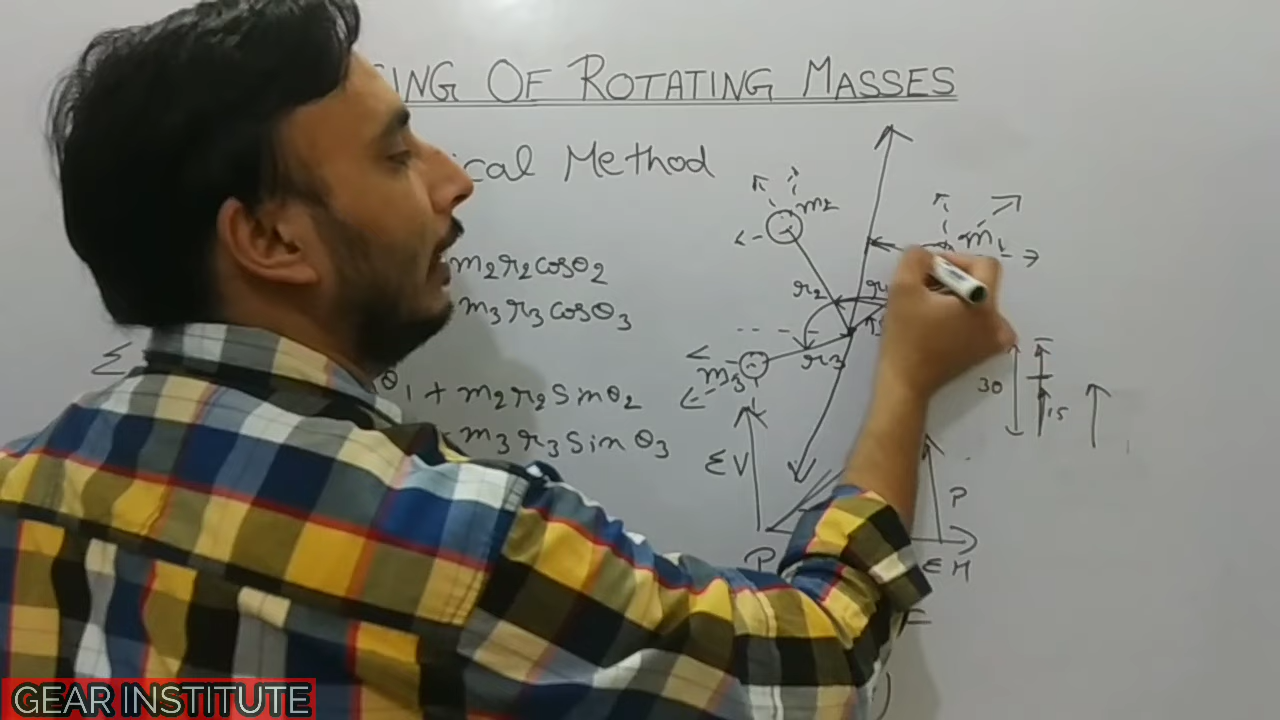 ING OF ROTATING MASSES
ical Method
m2r2cosθ2
m3r3cosθ3
Σ
θ1 + m2r2Sinθ2
m3r3Sinθ3
m2
m1
r2
r3
m3
30
15
ΣV
P
P
ΣH
GEAR INSTITUTE